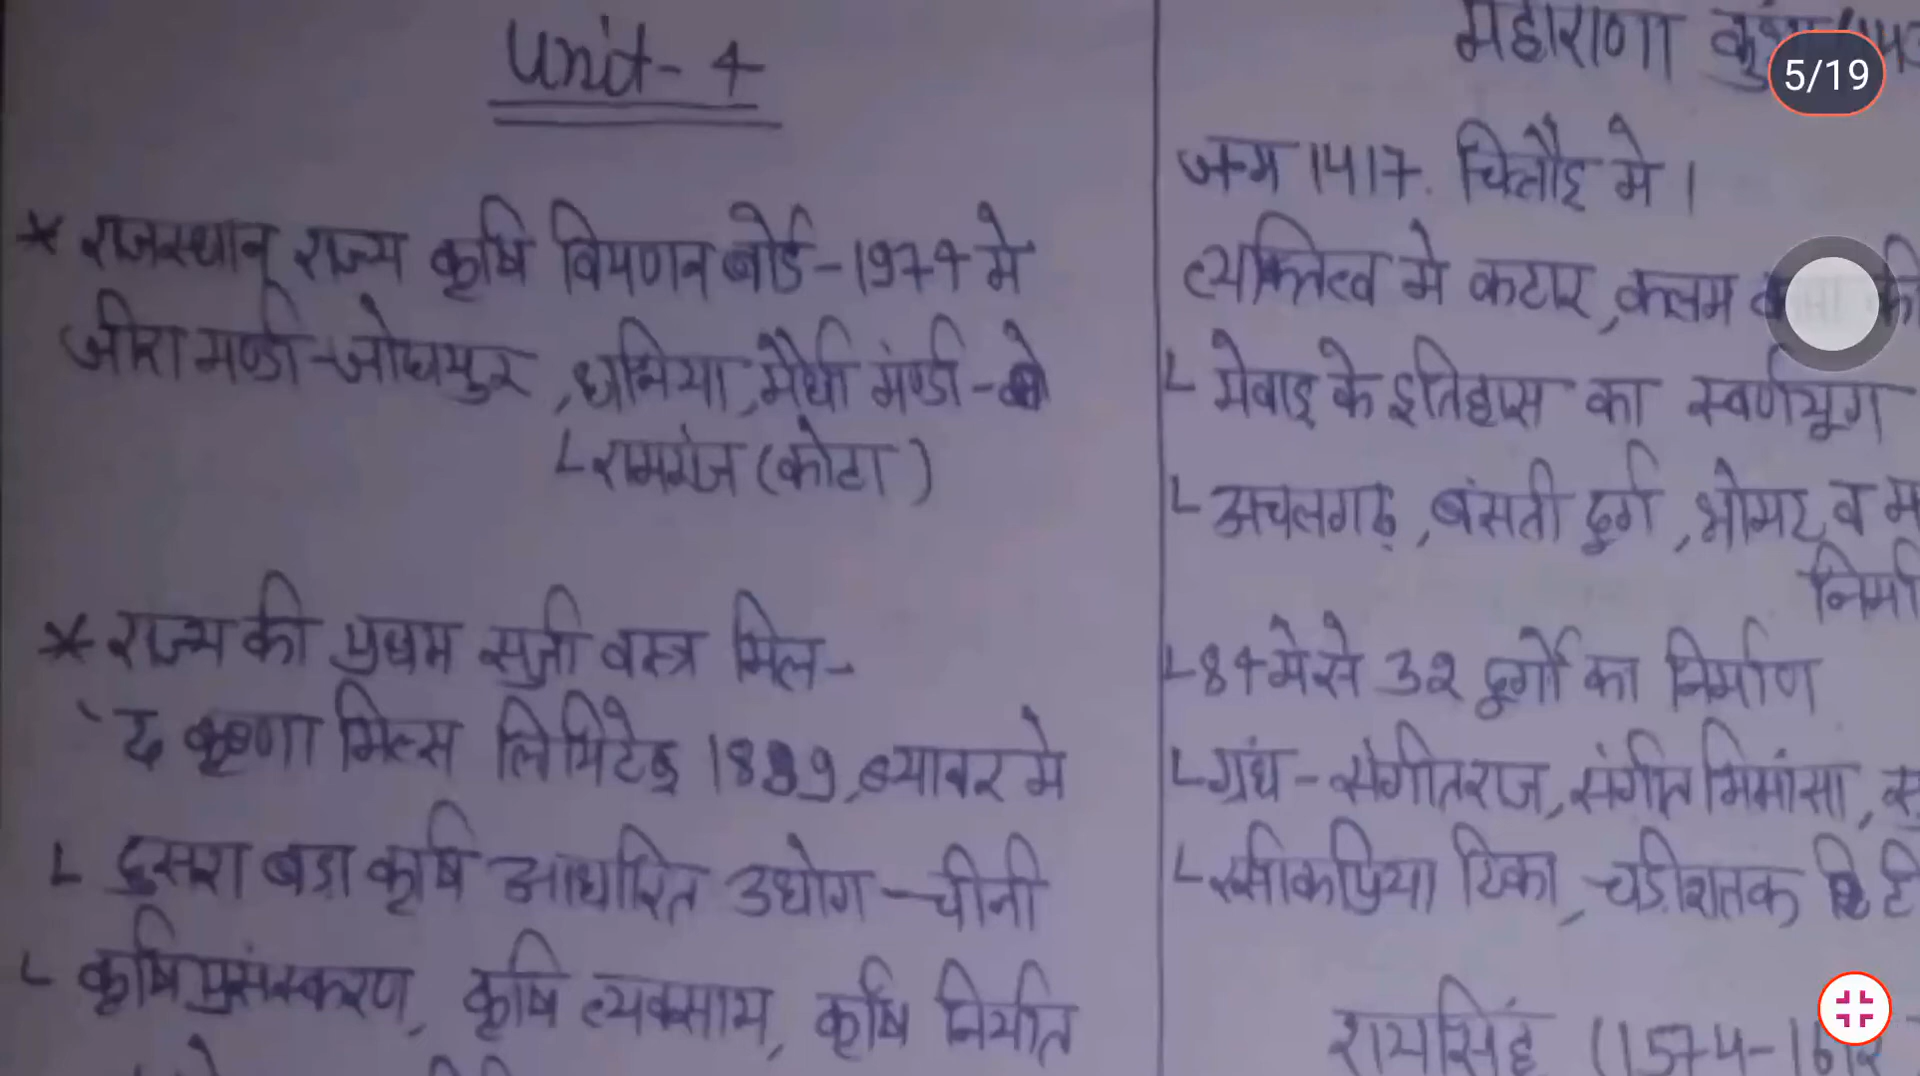 Unit-4
* राजस्थान राज्य कृषि विपणन बोर्ड-1974 मे
जीरा मण्डी-जोधपुर ,धनिया,मैथी मंण्डी-
L रामगंज (कोटा)
* राज्य की प्रथम सुती वस्त्र मिल-
द कृष्णा मिल्स लिमिटेड 1889,ब्यावर मे
L दुसरा बडा कृषि आधारित उधोग-चीनी
L कृषि प्रसंस्करण, कृषि व्यवसाय, कृषि निर्यात
महाराणा
5/19
जन्म 1417. चितौड मे।
व्यक्तित्व मे कटार,कलम
L मेवाड के इतिहास का स्वर्णयुग
L अचलगढ़,बंसती दुर्ग,भोमट,व
L 84 मे से 32 दुर्गो का निर्माण
L ग्रंथ-संगीतराज,संगीत मिमांसा,
L रसीकप्रिया टिका,चडीशतक
रायसिंह (1574-